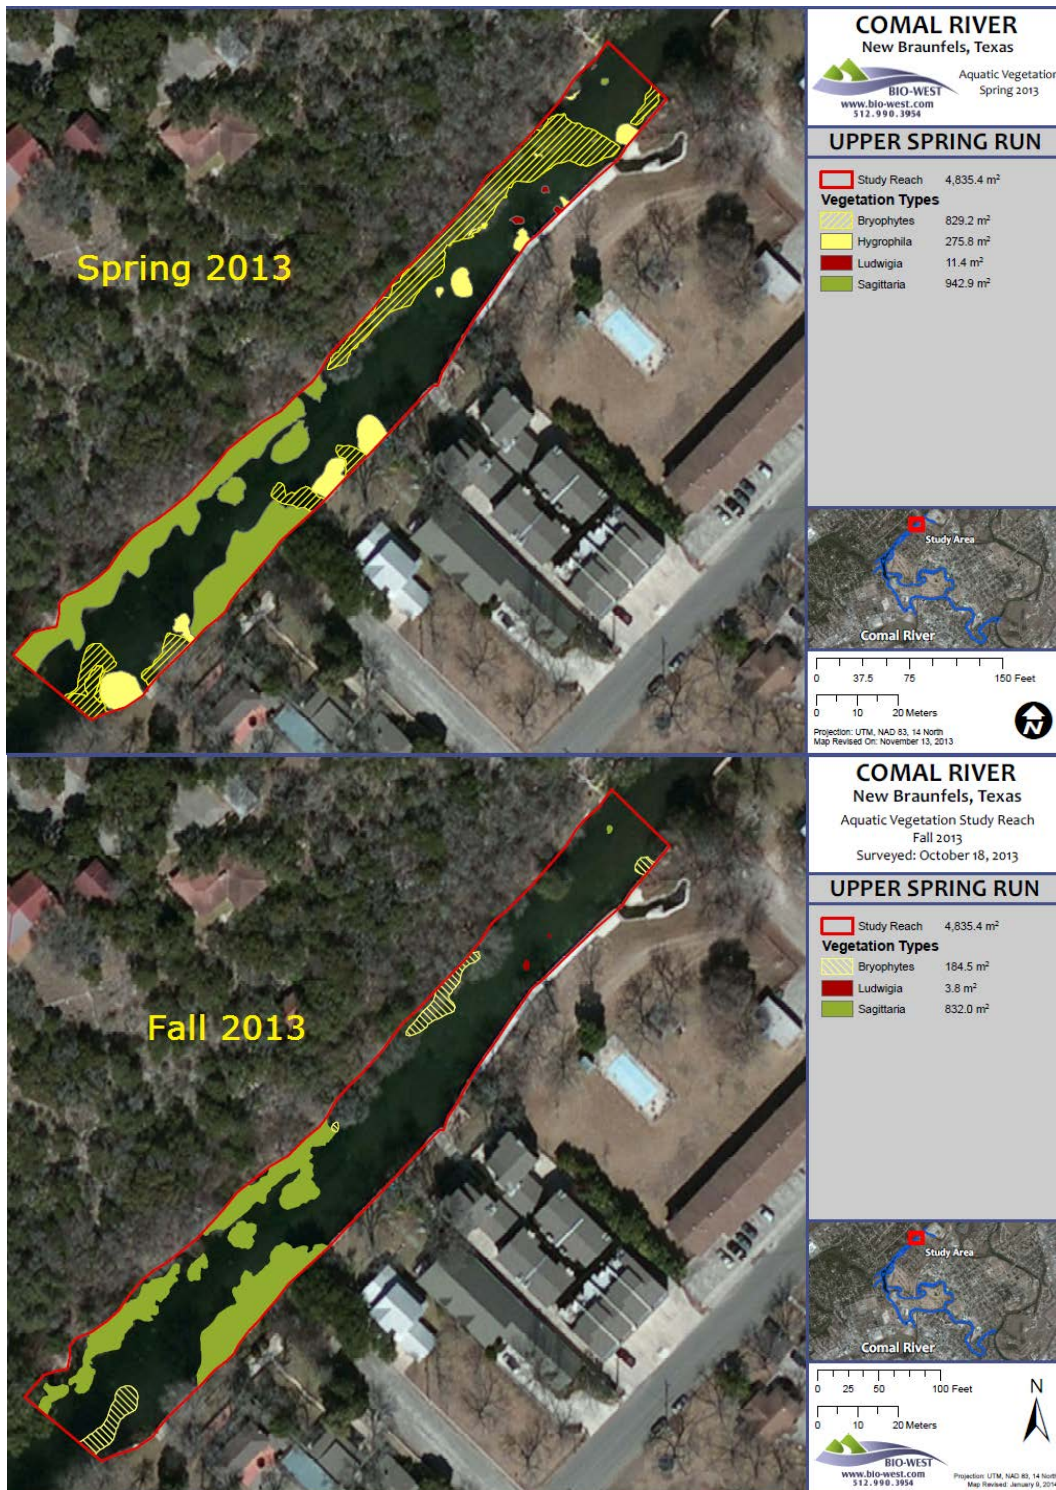 COMAL RIVER
New Braunfels, Texas
BIO-WEST
www.bio-west.com
512.990.3954
Aquatic Vegetation
Spring 2013
UPPER SPRING RUN
Study Reach 4,835.4 m²
Vegetation Types
Bryophytes 829.2 m²
Hygrophila 275.8 m²
Ludwigia 11.4 m²
Sagittaria 942.9 m²
Spring 2013
Study Area
Comal River
0 37.5 75 150 Feet
0 10 20 Meters
N
Projection: UTM, NAD 83, 14 North
Map Revised On: November 13, 2013
COMAL RIVER
New Braunfels, Texas
Aquatic Vegetation Study Reach
Fall 2013
Surveyed: October 18, 2013
UPPER SPRING RUN
Study Reach 4,835.4 m²
Vegetation Types
Bryophytes 184.5 m²
Ludwigia 3.8 m²
Sagittaria 832.0 m²
Fall 2013
Study Area
Comal River
0 25 50 100 Feet
N
0 10 20 Meters
BIO-WEST
www.bio-west.com
512.990.3954
Projection: UTM, NAD 83, 14 North
Map Revised: January 9, 2014